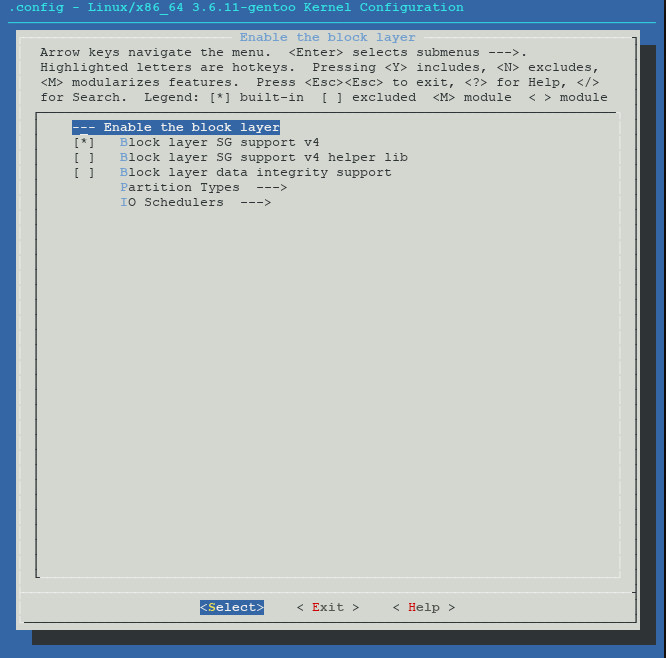 .config - Linux/x86_64 3.6.11-gentoo Kernel Configuration
Enable the block layer
Arrow keys navigate the menu.  <Enter> selects submenus --->.
Highlighted letters are hotkeys.  Pressing <Y> includes, <N> excludes,
<M> modularizes features.  Press <Esc><Esc> to exit, <?> for Help, </>
for Search.  Legend: [*] built-in  [ ] excluded  <M> module  < > module
--- Enable the block layer
[*]   Block layer SG support v4
[ ]   Block layer SG support v4 helper lib
[ ]   Block layer data integrity support
Partition Types  --->
IO Schedulers  --->
<Select>    < Exit >    < Help >